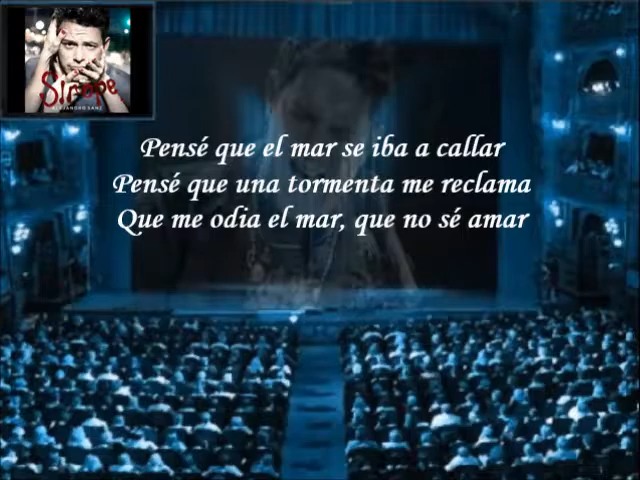 Sirope
ALEJANDRO SANZ
Pensé que el mar se iba a callar
Pensé que una tormenta me reclama
Que me odia el mar, que no sé amar